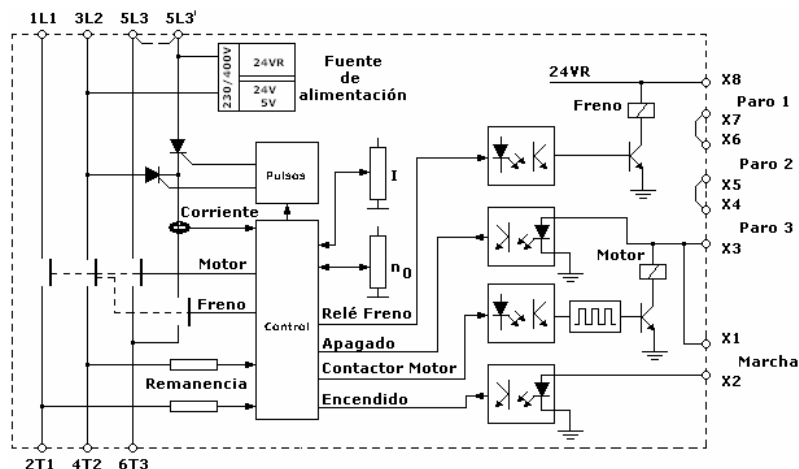 1L1 3L2 5L3 5L3'
230/400V
24VR
24V
5V
Fuente
de
alimentación
24VR
X8
Freno
Paro 1
X7
X6
Paro 2
X5
X4
Paro 3
X3
Pulsos
I
Corriente
n0
Motor
Motor
Freno
Control
Relé Freno
Apagado
X1
Contactor Motor
Marcha
X2
Remanencia
Encendido
2T1 4T2 6T3